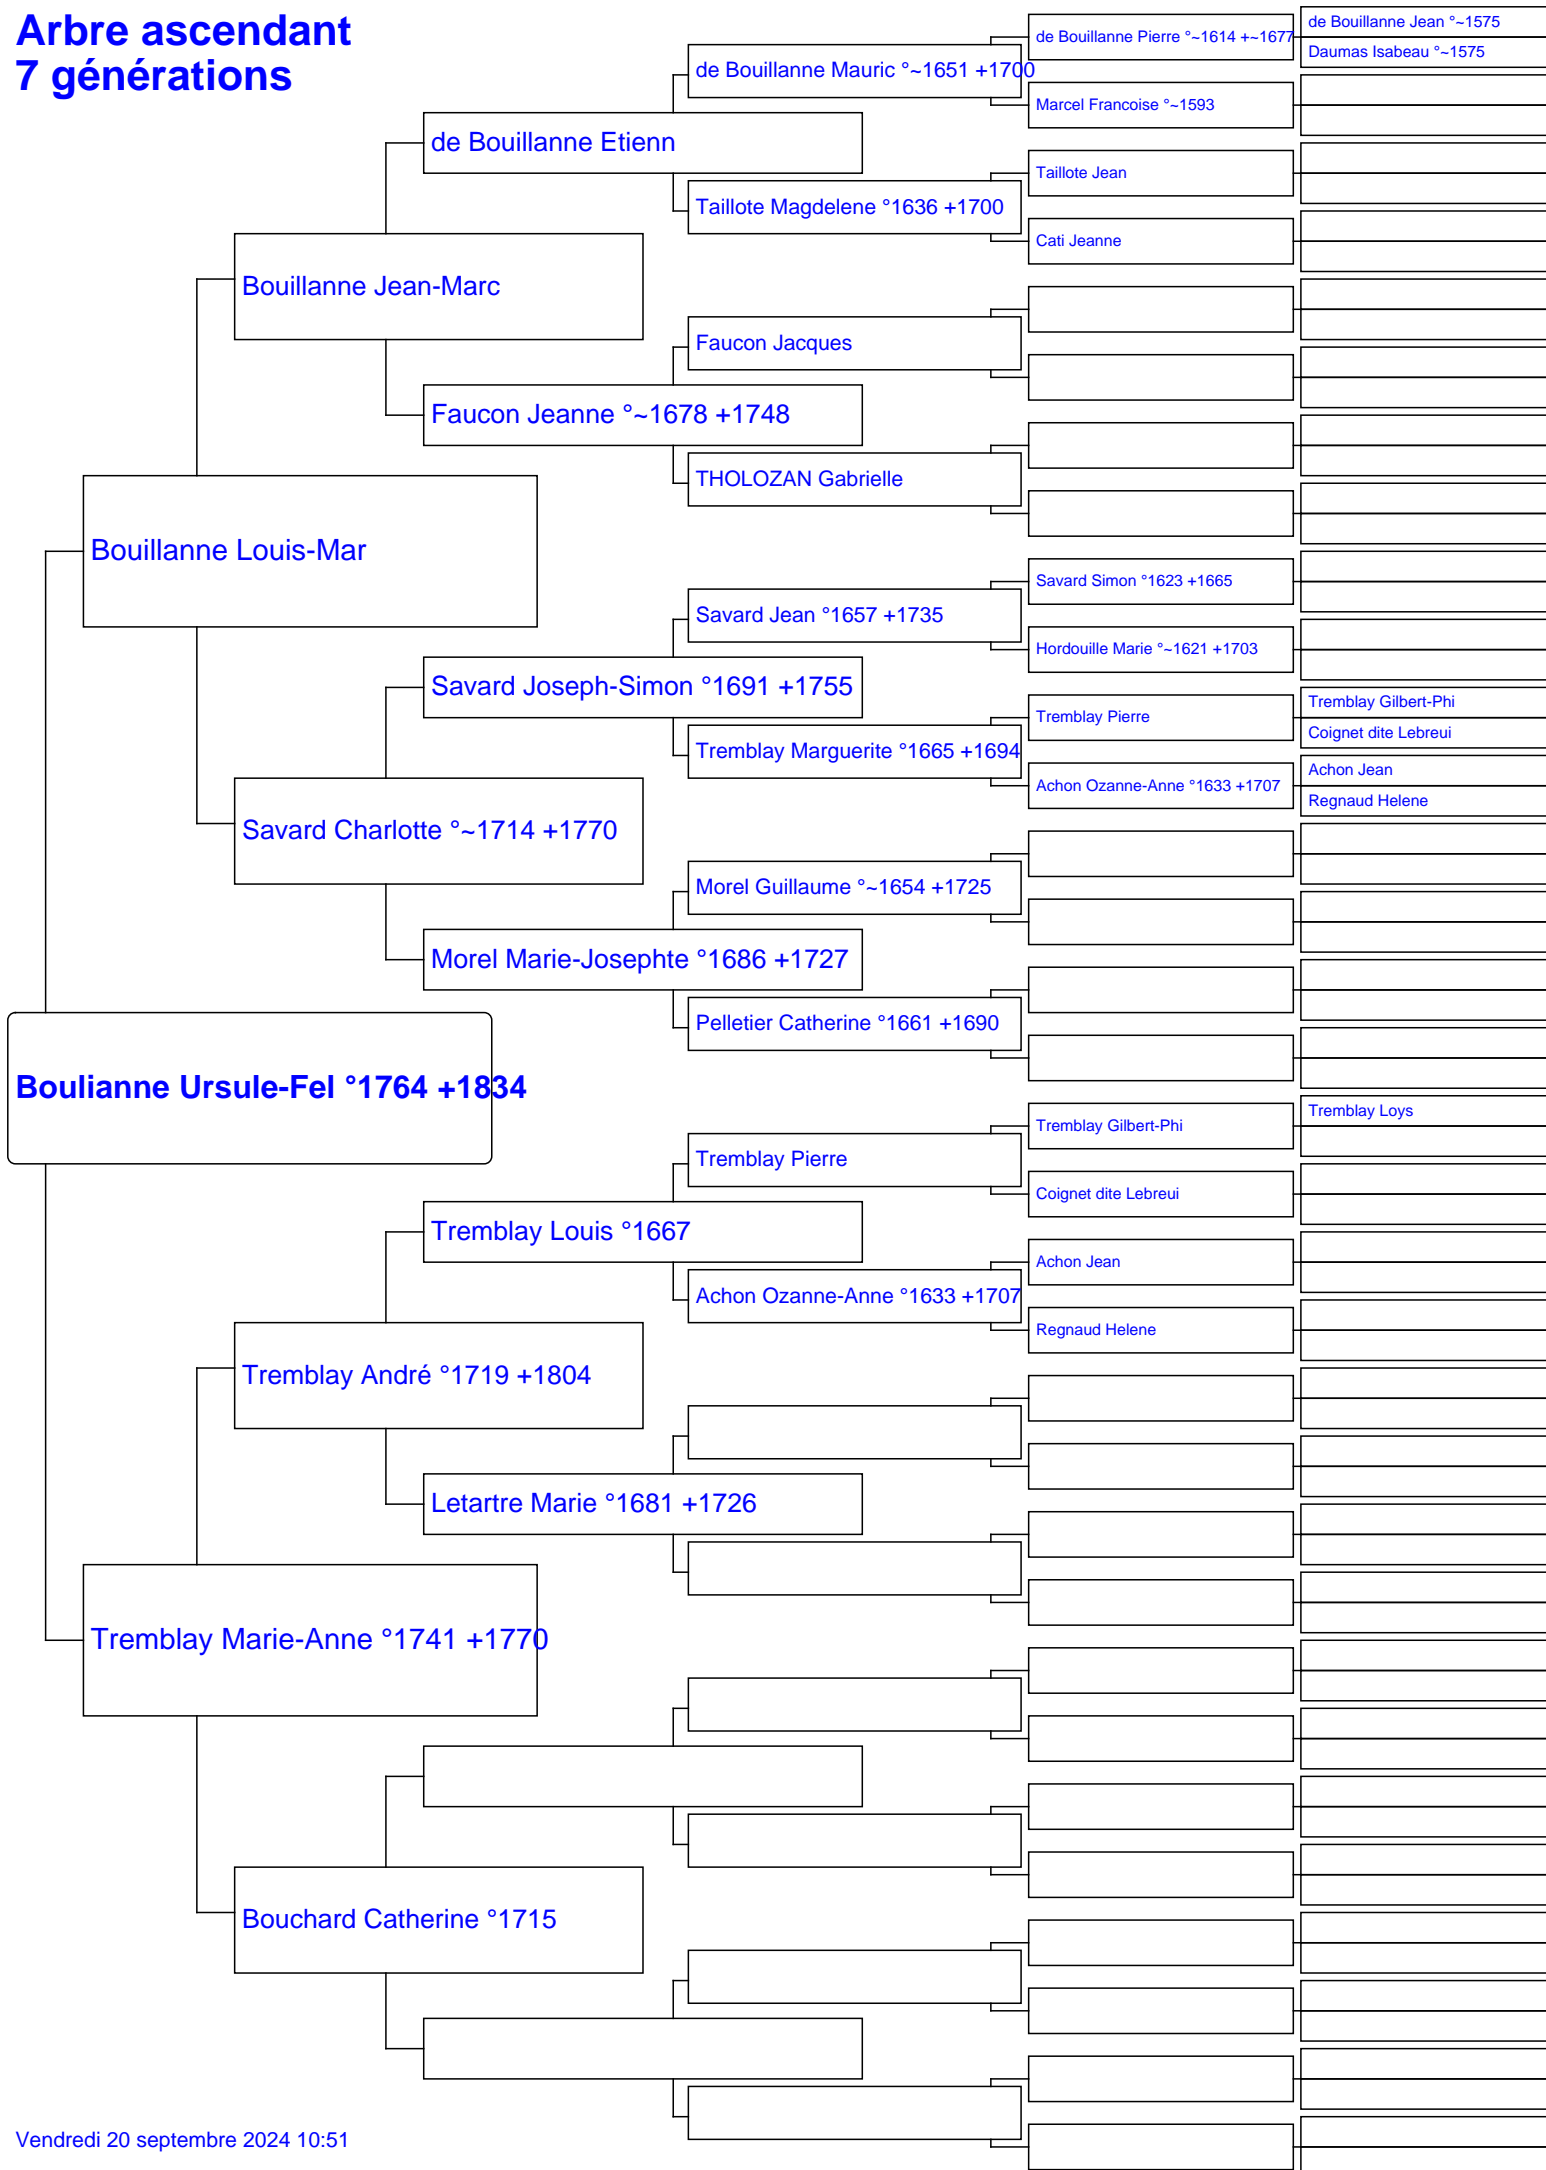 Arbre ascendant
7 générations
de Bouillanne Jean °~1575
de Bouillanne Pierre °~1614 +~1677
Daumas Isabeau °~1575
de Bouillanne Mauric °~1651 +1700
Marcel Francoise °~1593
de Bouillanne Etienn
Taillote Jean
Taillote Magdelene °1636 +1700
Cati Jeanne
Bouillanne Jean-Marc
Faucon Jacques
Faucon Jeanne °~1678 +1748
THOLOZAN Gabrielle
Bouillanne Louis-Mar
Savard Simon °1623 +1665
Savard Jean °1657 +1735
Hordouille Marie °~1621 +1703
Savard Joseph-Simon °1691 +1755
Tremblay Gilbert-Phi
Tremblay Pierre
Coignet dite Lebreui
Tremblay Marguerite °1665 +1694
Achon Jean
Achon Ozanne-Anne °1633 +1707
Regnaud Helene
Savard Charlotte °~1714 +1770
Morel Guillaume °~1654 +1725
Morel Marie-Josephte °1686 +1727
Pelletier Catherine °1661 +1690
Boulianne Ursule-Fel °1764 +1834
Tremblay Loys
Tremblay Gilbert-Phi
Tremblay Pierre
Coignet dite Lebreui
Tremblay Louis °1667
Achon Jean
Achon Ozanne-Anne °1633 +1707
Regnaud Helene
Tremblay André °1719 +1804
Letartre Marie °1681 +1726
Tremblay Marie-Anne °1741 +1770
Bouchard Catherine °1715
Vendredi 20 septembre 2024 10:51